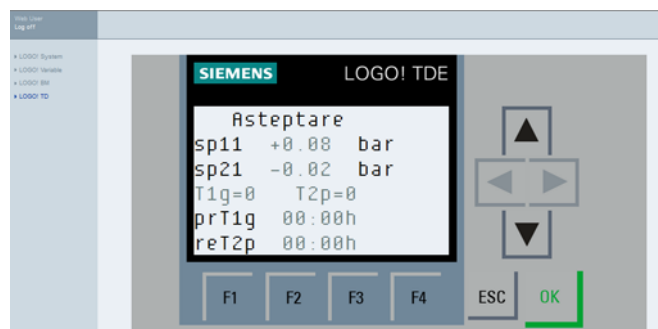 Web User
Log off
LOGO! System
LOGO! Variable
LOGO! BM
LOGO! TD
SIEMENS LOGO! TDE
Asteptare
sp11 +0.08 bar
sp21 -0.02 bar
T1g=0 T2p=0
prT1g 00:00h
reT2p 00:00h
F1 F2 F3 F4 ESC OK